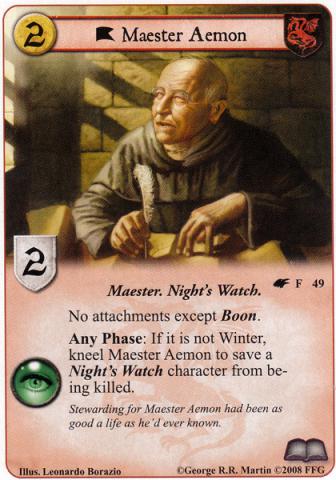 2
Maester Aemon
2
Maester. Night's Watch.
F 49
No attachments except Boon.
Any Phase: If it is not Winter,
kneel Maester Aemon to save a
Night's Watch character from be-
ing killed.
Stewarding for Maester Aemon had been as
good a life as he'd ever known.
Illus. Leonardo Borazio
©George R.R. Martin ©2008 FFG